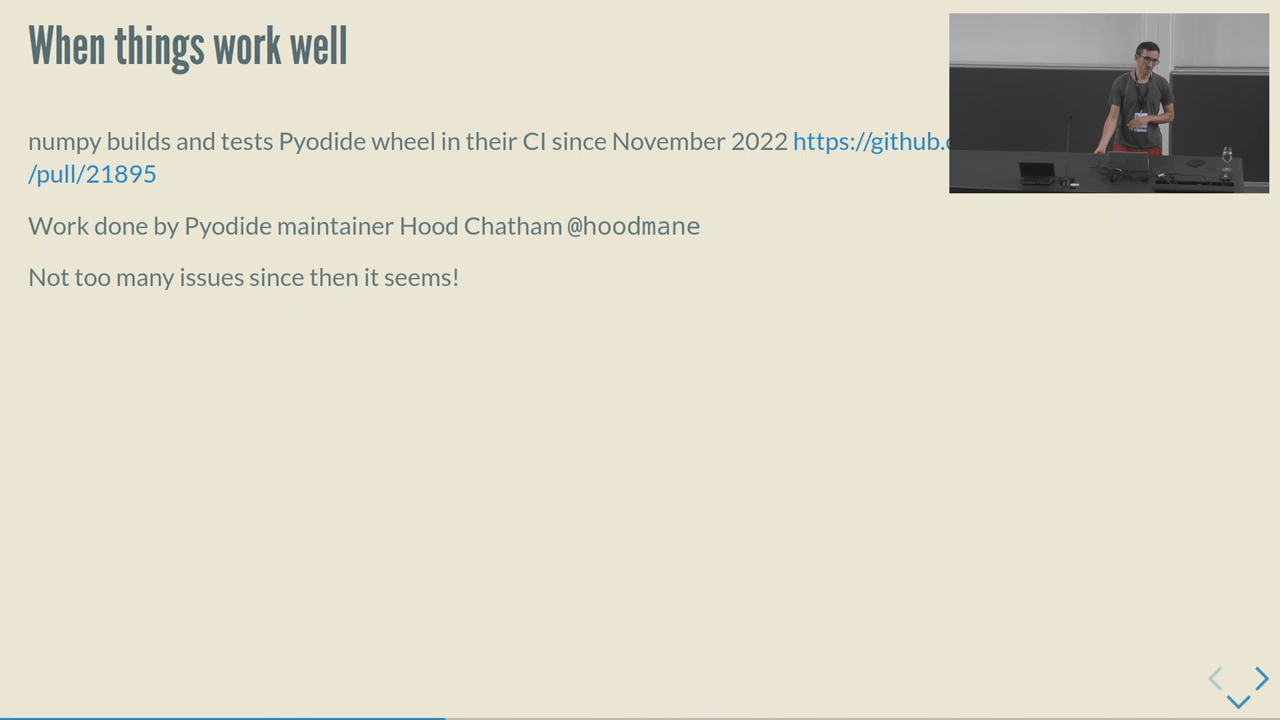 When things work well
numpy builds and tests Pyodide wheel in their CI since November 2022 https://github.
/pull/21895
Work done by Pyodide maintainer Hood Chatham @hoodmane
Not too many issues since then it seems!